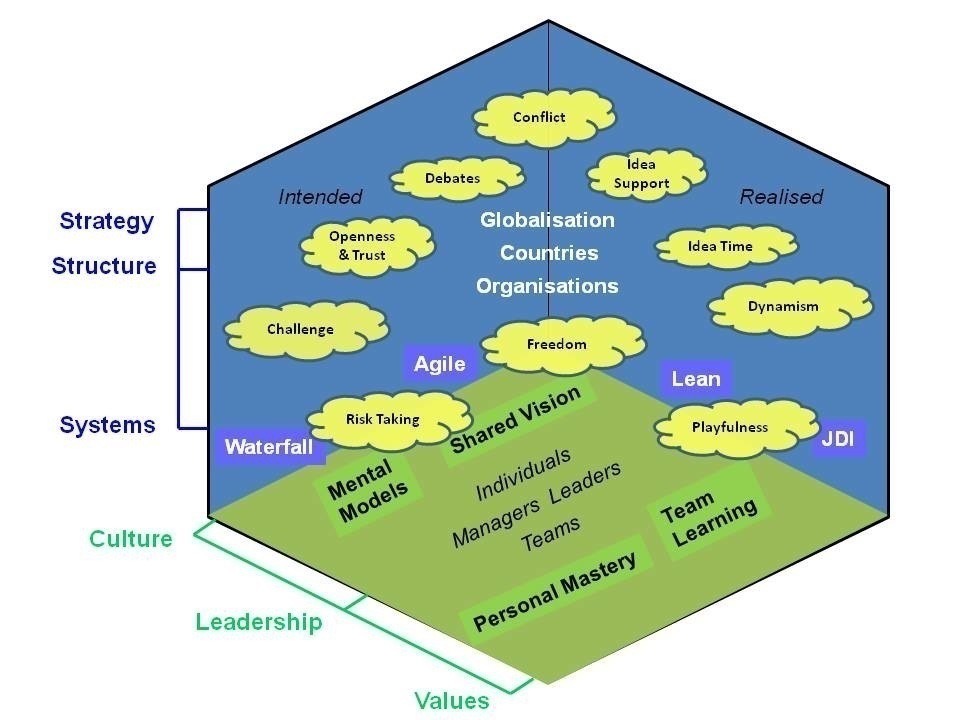 Conflict
Debates
Idea
Support
Intended
Realised
Strategy
Globalisation
Openness
& Trust
Idea Time
Countries
Structure
Organisations
Dynamism
Challenge
Freedom
Agile
Lean
Risk Taking
Shared Vision
Playfulness
Systems
Waterfall
JDI
Mental
Models
Individuals
Managers Leaders
Teams
Team
Learning
Culture
Personal Mastery
Leadership
Values